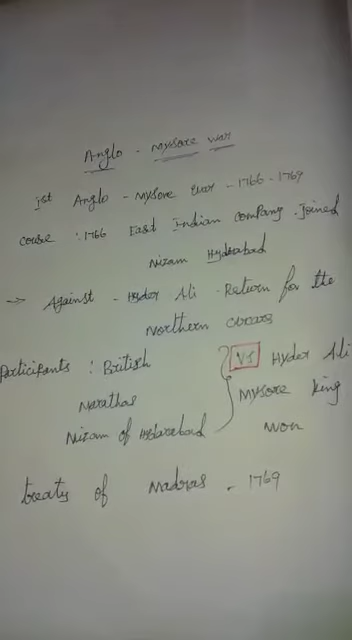 Anglo - Mysore war
1st Anglo - Mysore war - 1766 - 1769
course : 1766 East Indian company Joined
Nizam Hyderabad
→ Against - Hyder Ali - Return for the
Northern circars
Participants : British
Marathas
Nizam of Hyderabad
VS Hyder Ali
Mysore king
won
treaty of Madras - 1769